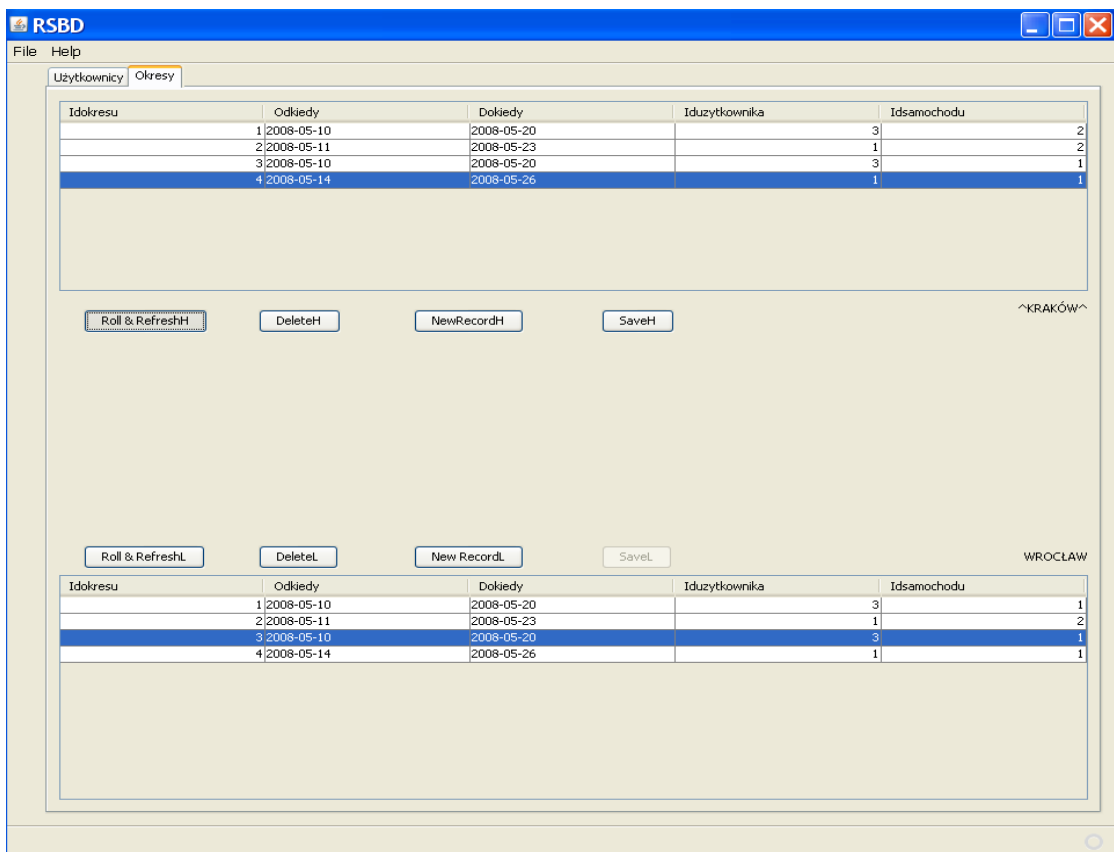 RSBD
File Help
Użytkownicy Okresy
Idokresu Odkiedy Dokiedy Iduzytkownika Idsamochodu
1 2008-05-10 2008-05-20 3 2
2 2008-05-11 2008-05-23 1 2
3 2008-05-10 2008-05-20 3 1
4 2008-05-14 2008-05-26 1 1
^KRAKÓW^
Roll & RefreshH DeleteH NewRecordH SaveH
Roll & RefreshL DeleteL New RecordL SaveL WROCŁAW
Idokresu Odkiedy Dokiedy Iduzytkownika Idsamochodu
1 2008-05-10 2008-05-20 3 1
2 2008-05-11 2008-05-23 1 2
3 2008-05-10 2008-05-20 3 1
4 2008-05-14 2008-05-26 1 1